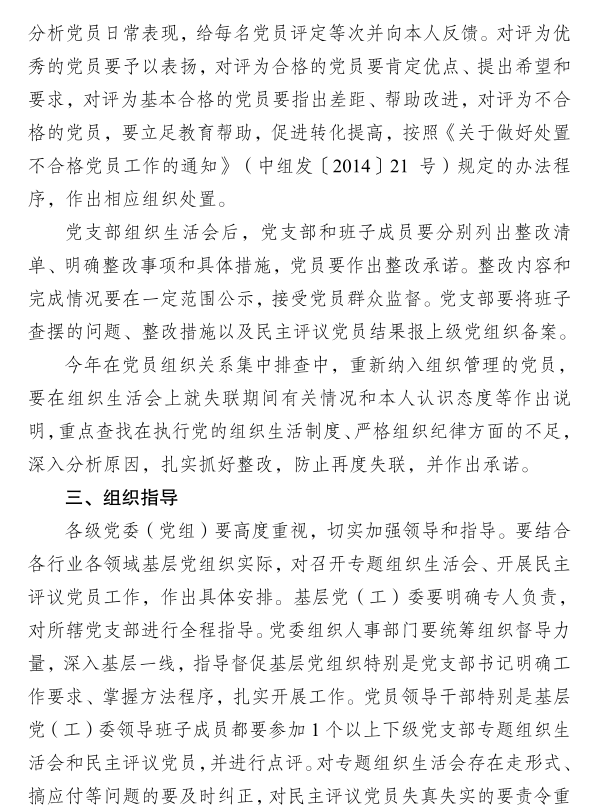 分析党员日常表现，给每名党员评定等次并向本人反馈。对评为优
秀的党员要予以表扬，对评为合格的党员要肯定优点、提出希望和
要求，对评为基本合格的党员要指出差距、帮助改进，对评为不合
格的党员，要立足教育帮助，促进转化提高，按照《关于做好处置
不合格党员工作的通知》（中组发〔2014〕21 号）规定的办法程
序，作出相应组织处置。
党支部组织生活会后，党支部和班子成员要分别列出整改清
单、明确整改事项和具体措施，党员要作出整改承诺。整改内容和
完成情况要在一定范围公示，接受党员群众监督。党支部要将班子
查摆的问题、整改措施以及民主评议党员结果报上级党组织备案。
今年在党员组织关系集中排查中，重新纳入组织管理的党员，
要在组织生活会上就失联期间有关情况和本人认识态度等作出说
明，重点查找在执行党的组织生活制度、严格组织纪律方面的不足，
深入分析原因，扎实抓好整改，防止再度失联，并作出承诺。
三、组织指导
各级党委（党组）要高度重视，切实加强领导和指导。要结合
各行业各领域基层党组织实际，对召开专题组织生活会、开展民主
评议党员工作，作出具体安排。基层党（工）委要明确专人负责，
对所辖党支部进行全程指导。党委组织人事部门要统筹组织督导力
量，深入基层一线，指导督促基层党组织特别是党支部书记明确工
作要求、掌握方法程序，扎实开展工作。党员领导干部特别是基层
党（工）委领导班子成员都要参加 1 个以上下级党支部专题组织生
活会和民主评议党员，并进行点评。对专题组织生活会存在走形式、
搞应付等问题的要及时纠正，对民主评议党员失真失实的要责令重